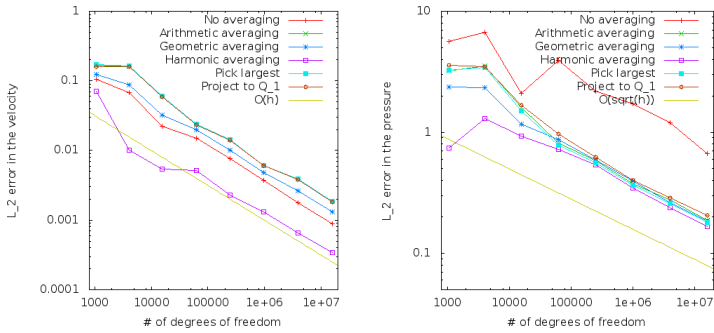 L_2 error in the velocity
1
0.1
0.01
0.001
0.0001
1000
10000
100000
1e+06
1e+07
# of degrees of freedom
No averaging
Arithmetic averaging
Geometric averaging
Harmonic averaging
Pick largest
Project to Q_1
O(h)
L_2 error in the pressure
10
1
0.1
1000
10000
100000
1e+06
1e+07
# of degrees of freedom
No averaging
Arithmetic averaging
Geometric averaging
Harmonic averaging
Pick largest
Project to Q_1
O(sqrt(h))